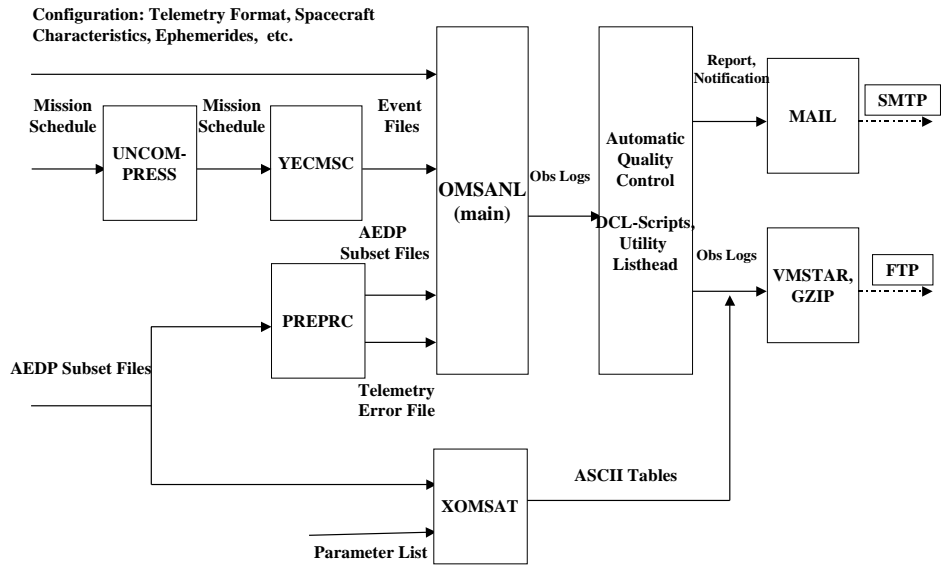 Configuration: Telemetry Format, Spacecraft
Characteristics, Ephemerides, etc.
Mission
Schedule
UNCOM-
PRESS
Mission
Schedule
YECMSC
Event
Files
OMSANL
(main)
Obs Logs
Automatic
Quality
Control
DCL-Scripts,
Utility
Listhead
Report,
Notification
MAIL
SMTP
Obs Logs
VMSTAR,
GZIP
FTP
AEDP
Subset Files
PREPRC
Telemetry
Error File
AEDP Subset Files
XOMSAT
ASCII Tables
Parameter List